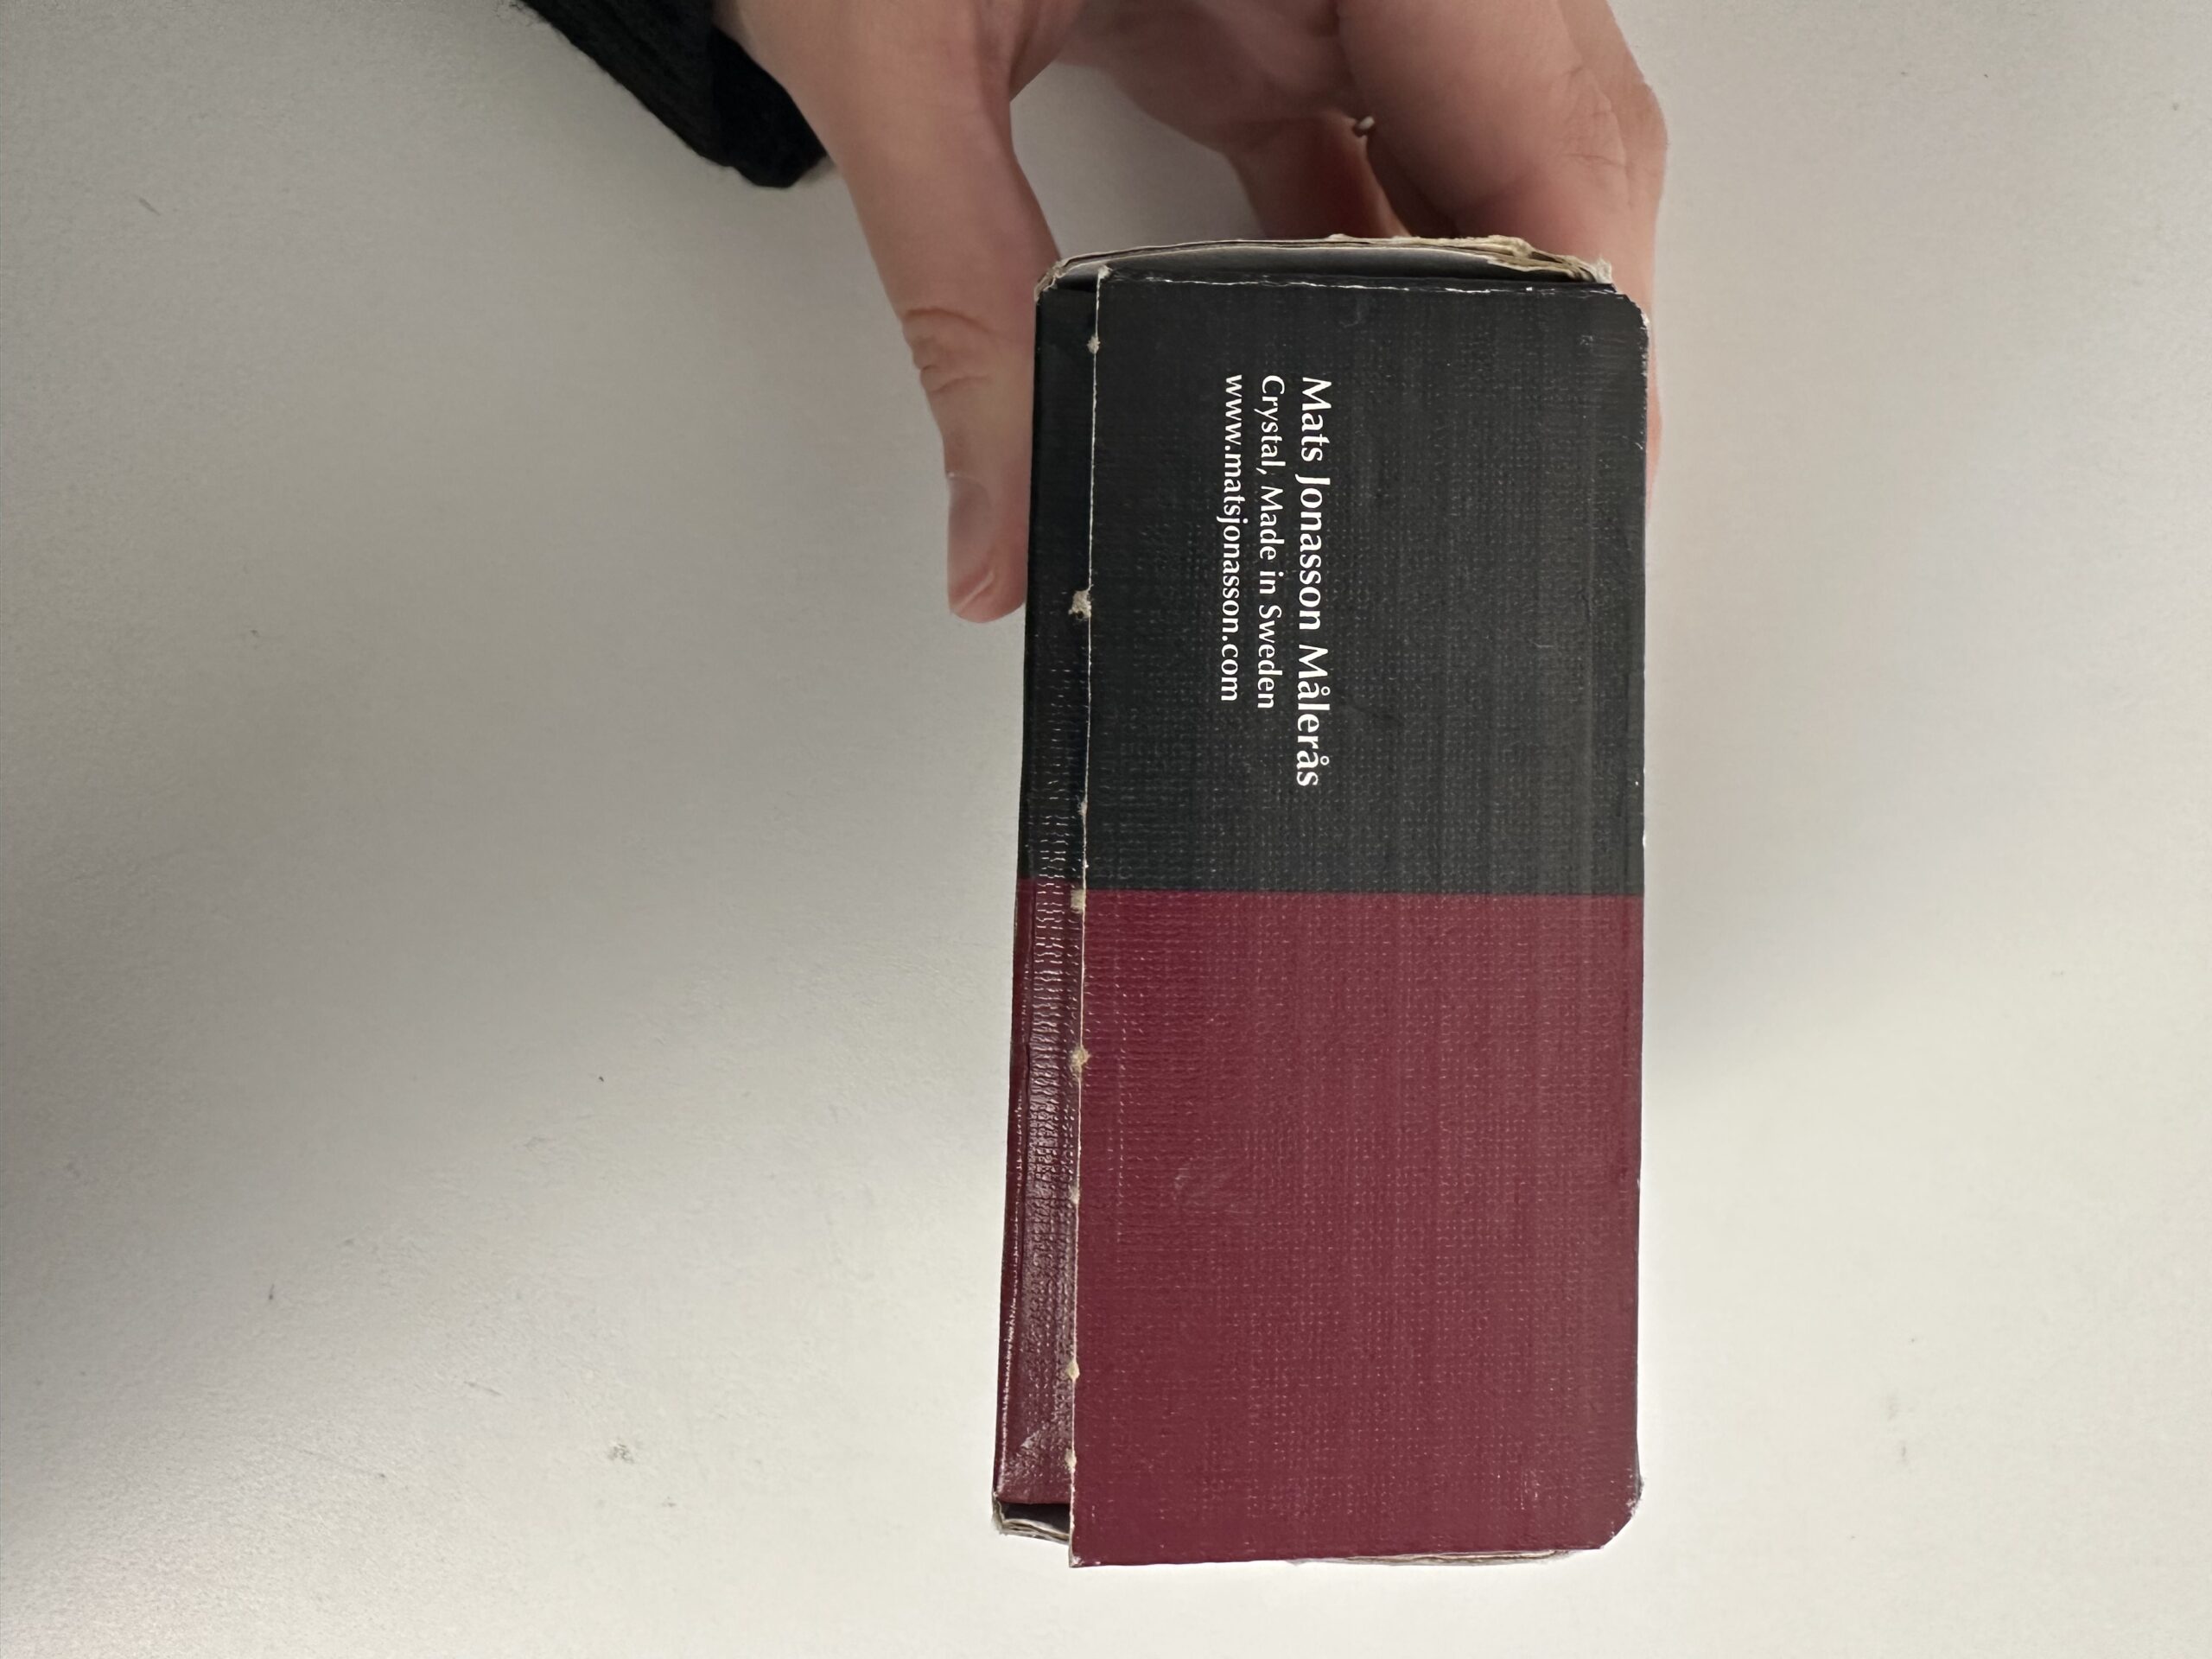 Mats Jonasson Målerås
Crystal, Made in Sweden
www.matsjonasson.com